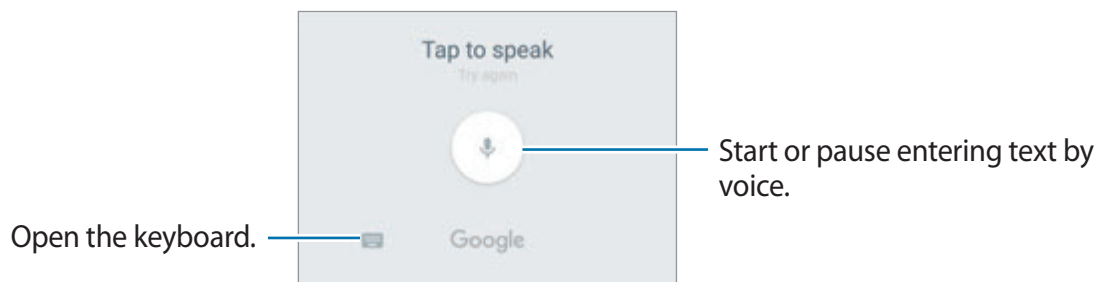 Tap to speak
Try again
Start or pause entering text by
voice.
Open the keyboard.
Google